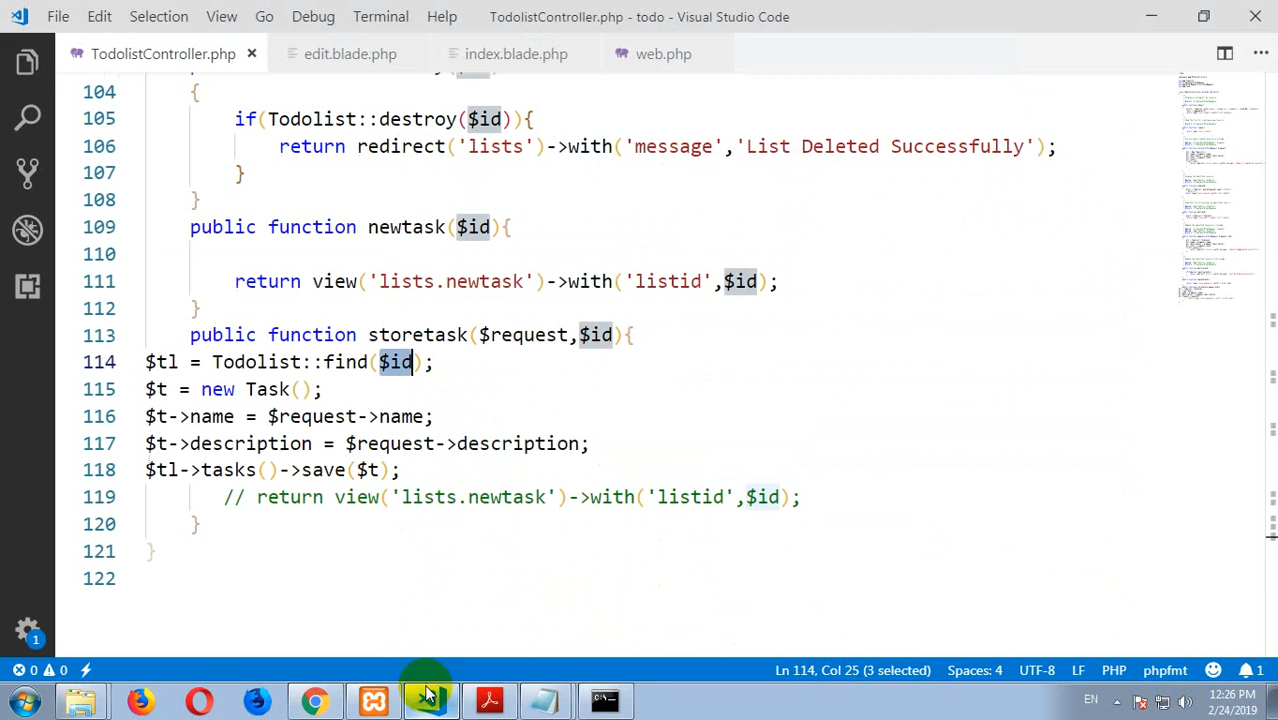 File Edit Selection View Go Debug Terminal Help TodolistController.php - todo - Visual Studio Code
TodolistController.php edit.blade.php index.blade.php web.php
104 {
105 if(Todolist::destroy($id)){
106 return redirect('lists')->with('message','List Deleted Successfully');
107 }
108 }
109 public function newtask($id){
110
111 return view('lists.newtask')->with('listid',$id);
112 }
113 public function storetask($request,$id){
114 $tl = Todolist::find($id);
115 $t = new Task();
116 $t->name = $request->name;
117 $t->description = $request->description;
118 $tl->tasks()->save($t);
119 // return view('lists.newtask')->with('listid',$id);
120 }
121 }
122
1
0 0 Ln 114, Col 25 (3 selected) Spaces: 4 UTF-8 LF PHP phpfmt 1
EN 12:26 PM
2/24/2019